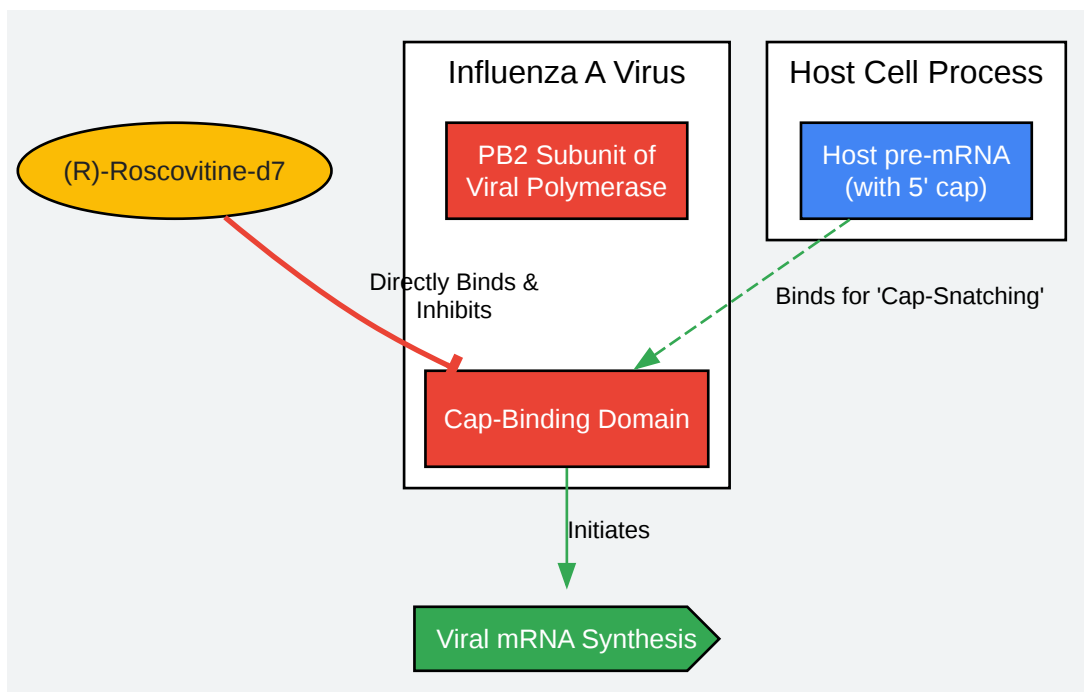 Influenza A Virus
Host Cell Process
(R)-Roscovitine-d7
PB2 Subunit of
Viral Polymerase
Host pre-mRNA
(with 5' cap)
Directly Binds &
Inhibits
Binds for 'Cap-Snatching'
Cap-Binding Domain
Initiates
Viral mRNA Synthesis